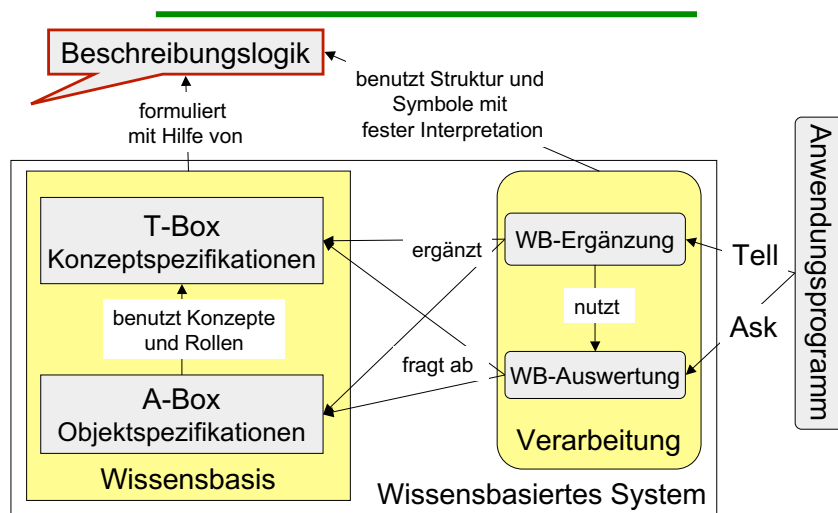 Beschreibungslogik
benutzt Struktur und
Symbole mit
fester Interpretation
formuliert
mit Hilfe von
Anwendungsprogramm
T-Box
Konzeptspezifikationen
ergänzt
WB-Ergänzung
Tell
benutzt Konzepte
und Rollen
nutzt
Ask
fragt ab
WB-Auswertung
A-Box
Objektspezifikationen
Verarbeitung
Wissensbasis
Wissensbasiertes System